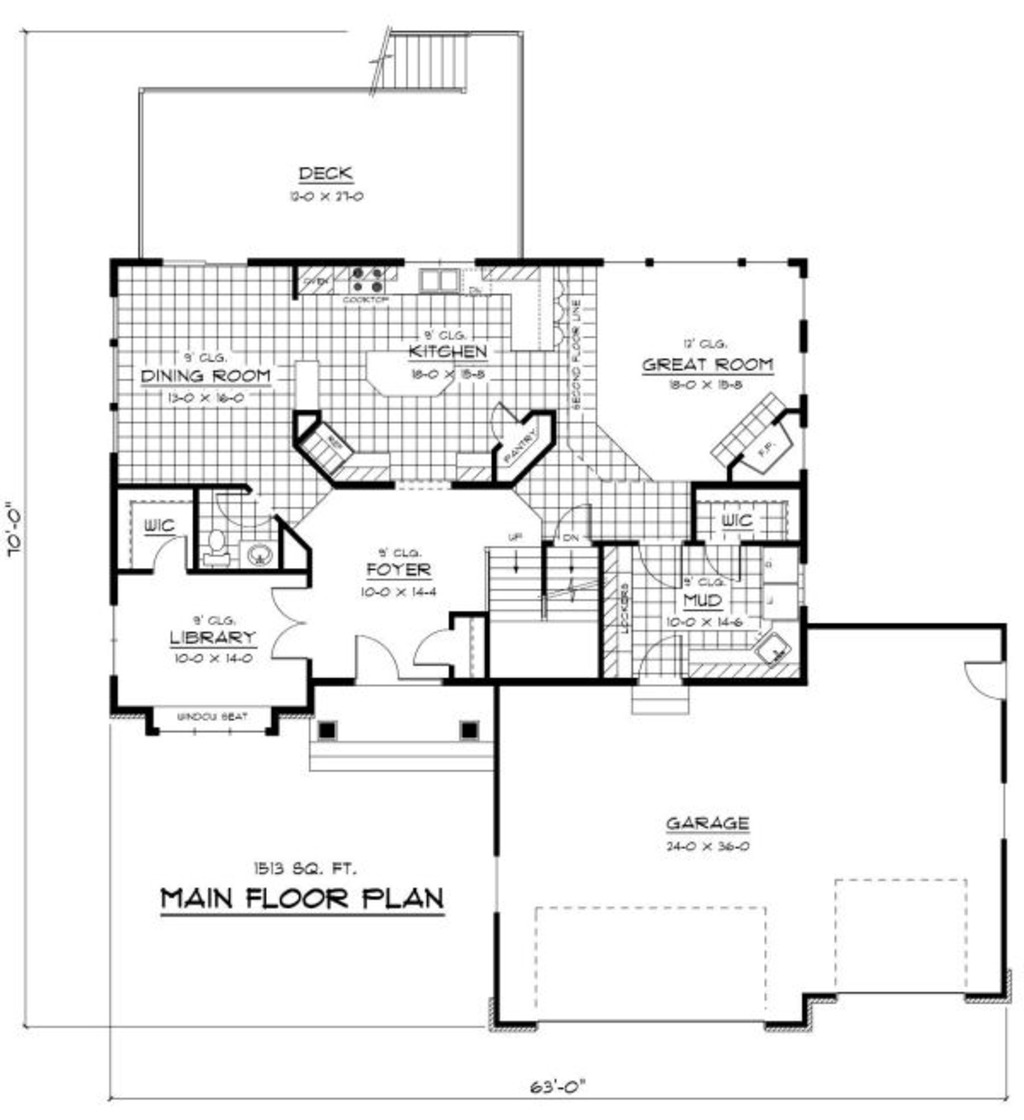 DECK
12-0 X 27-0
OVEN
COOKTOP
9' CLG.
KITCHEN
18-0 X 15-8
9' CLG.
DINING ROOM
13-0 X 16-0
SECOND FLOOR LINE
12' CLG.
GREAT ROOM
18-0 X 15-8
REF
PANTRY
F.P.
WIC
WIC
70'-0"
UP
DN
9' CLG.
FOYER
10-0 X 14-4
LOCKERS
9' CLG.
MUD
10-0 X 14-6
D
9' CLG.
LIBRARY
10-0 X 14-0
WINDOW SEAT
GARAGE
24-0 X 36-0
1513 SQ. FT.
MAIN FLOOR PLAN
63'-0"